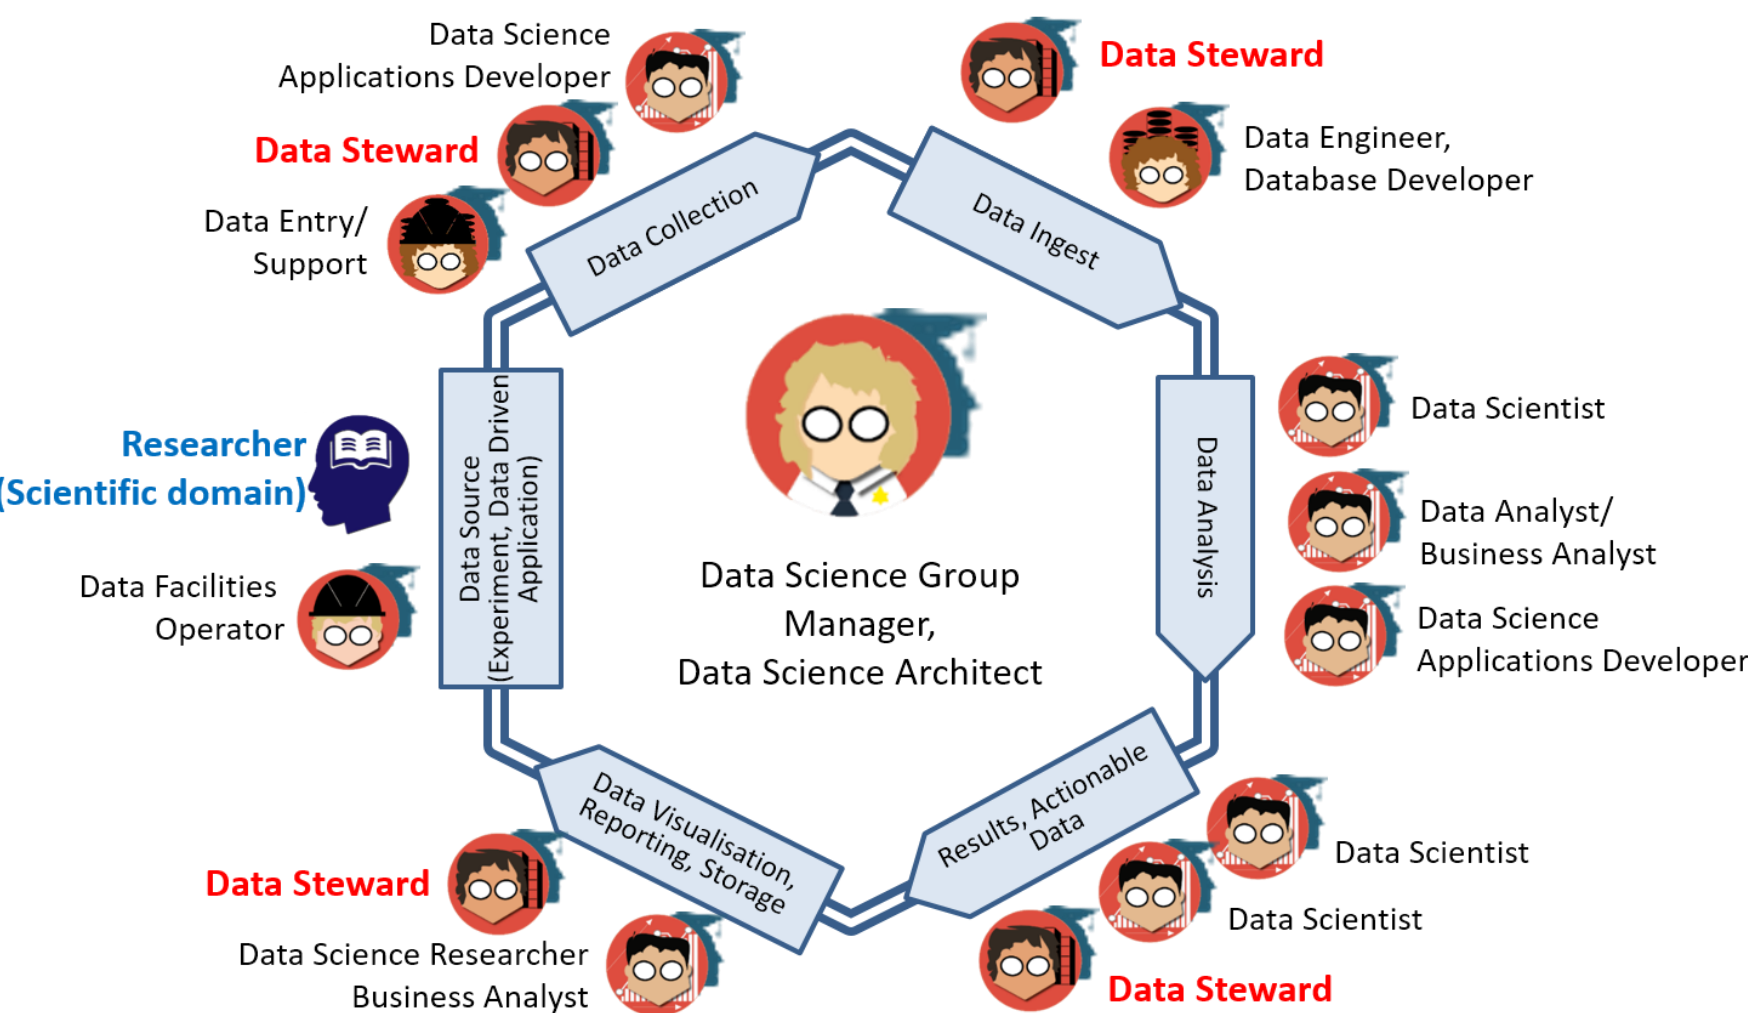 Data Science
Applications Developer
Data Steward
Data Entry/
Support
Data Collection
Data Steward
Data Engineer,
Database Developer
Data Ingest
Researcher
(Scientific domain)
Data Facilities
Operator
Data Source
(Experiment, Data Driven
Application)
Data Science Group
Manager,
Data Science Architect
Data Analysis
Data Scientist
Data Analyst/
Business Analyst
Data Science
Applications Developer
Results, Actionable
Data
Data Scientist
Data Scientist
Data Steward
Data Visualisation,
Reporting, Storage
Data Steward
Data Science Researcher
Business Analyst